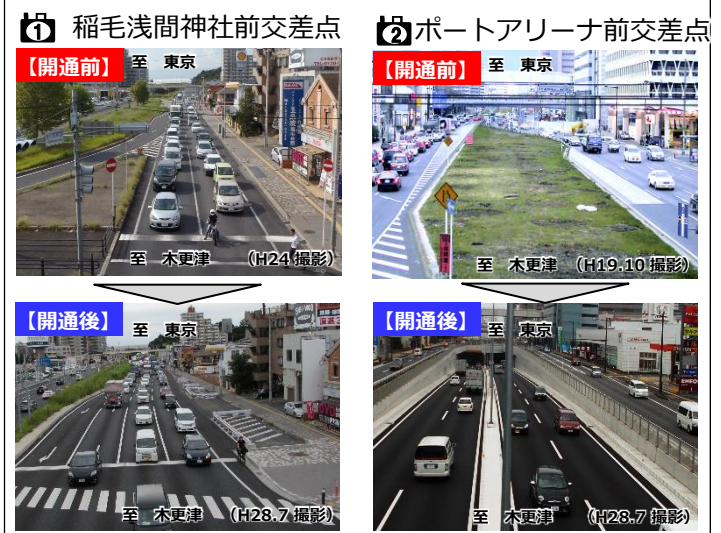 1 稲毛浅間神社前交差点
【開通前】
至 東京
至 木更津 （H24 撮影）
【開通後】
至 東京
至 木更津 （H28.7 撮影）
2 ポートアリーナ前交差点
【開通前】
至 東京
至 木更津 （H19.10 撮影）
【開通後】
至 東京
至 木更津 （H28.7 撮影）